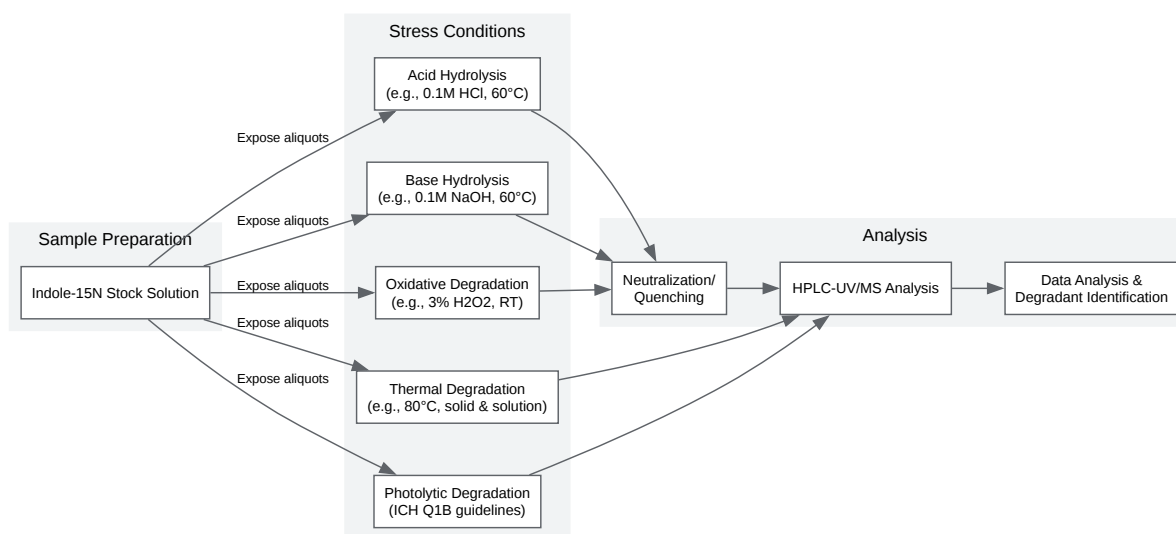 Stress Conditions
Acid Hydrolysis
(e.g., 0.1M HCl, 60°C)
Expose aliquots
Base Hydrolysis
(e.g., 0.1M NaOH, 60°C)
Expose aliquots
Sample Preparation
Indole-15N Stock Solution
Expose aliquots
Oxidative Degradation
(e.g., 3% H2O2, RT)
Expose aliquots
Thermal Degradation
(e.g., 80°C, solid & solution)
Expose aliquots
Photolytic Degradation
(ICH Q1B guidelines)
Analysis
Neutralization/
Quenching
HPLC-UV/MS Analysis
Data Analysis &
Degradant Identification